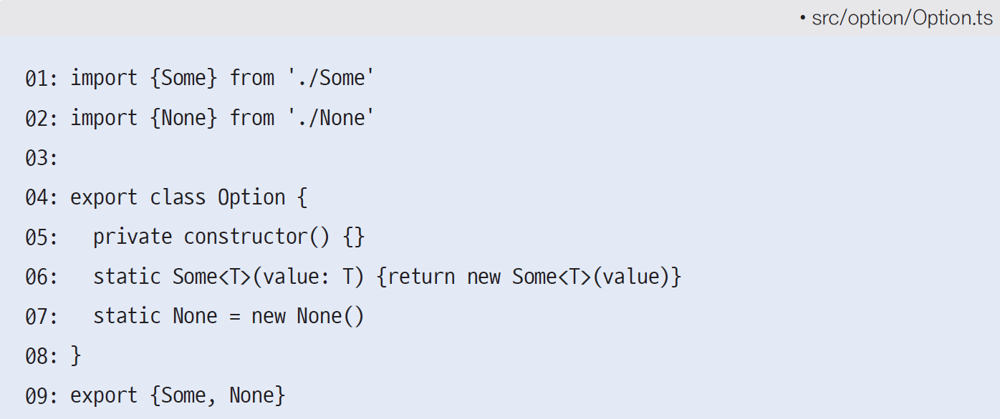 • src/option/Option.ts
01: import {Some} from './Some'
02: import {None} from './None'
03:
04: export class Option {
05:   private constructor() {}
06:   static Some<T>(value: T) {return new Some<T>(value)}
07:   static None = new None()
08: }
09: export {Some, None}